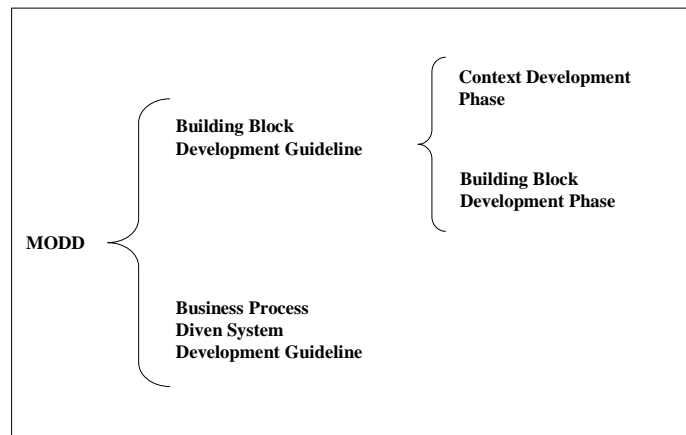 MODD
Building Block
Development Guideline
Context Development
Phase
Building Block
Development Phase
Business Process
Diven System
Development Guideline